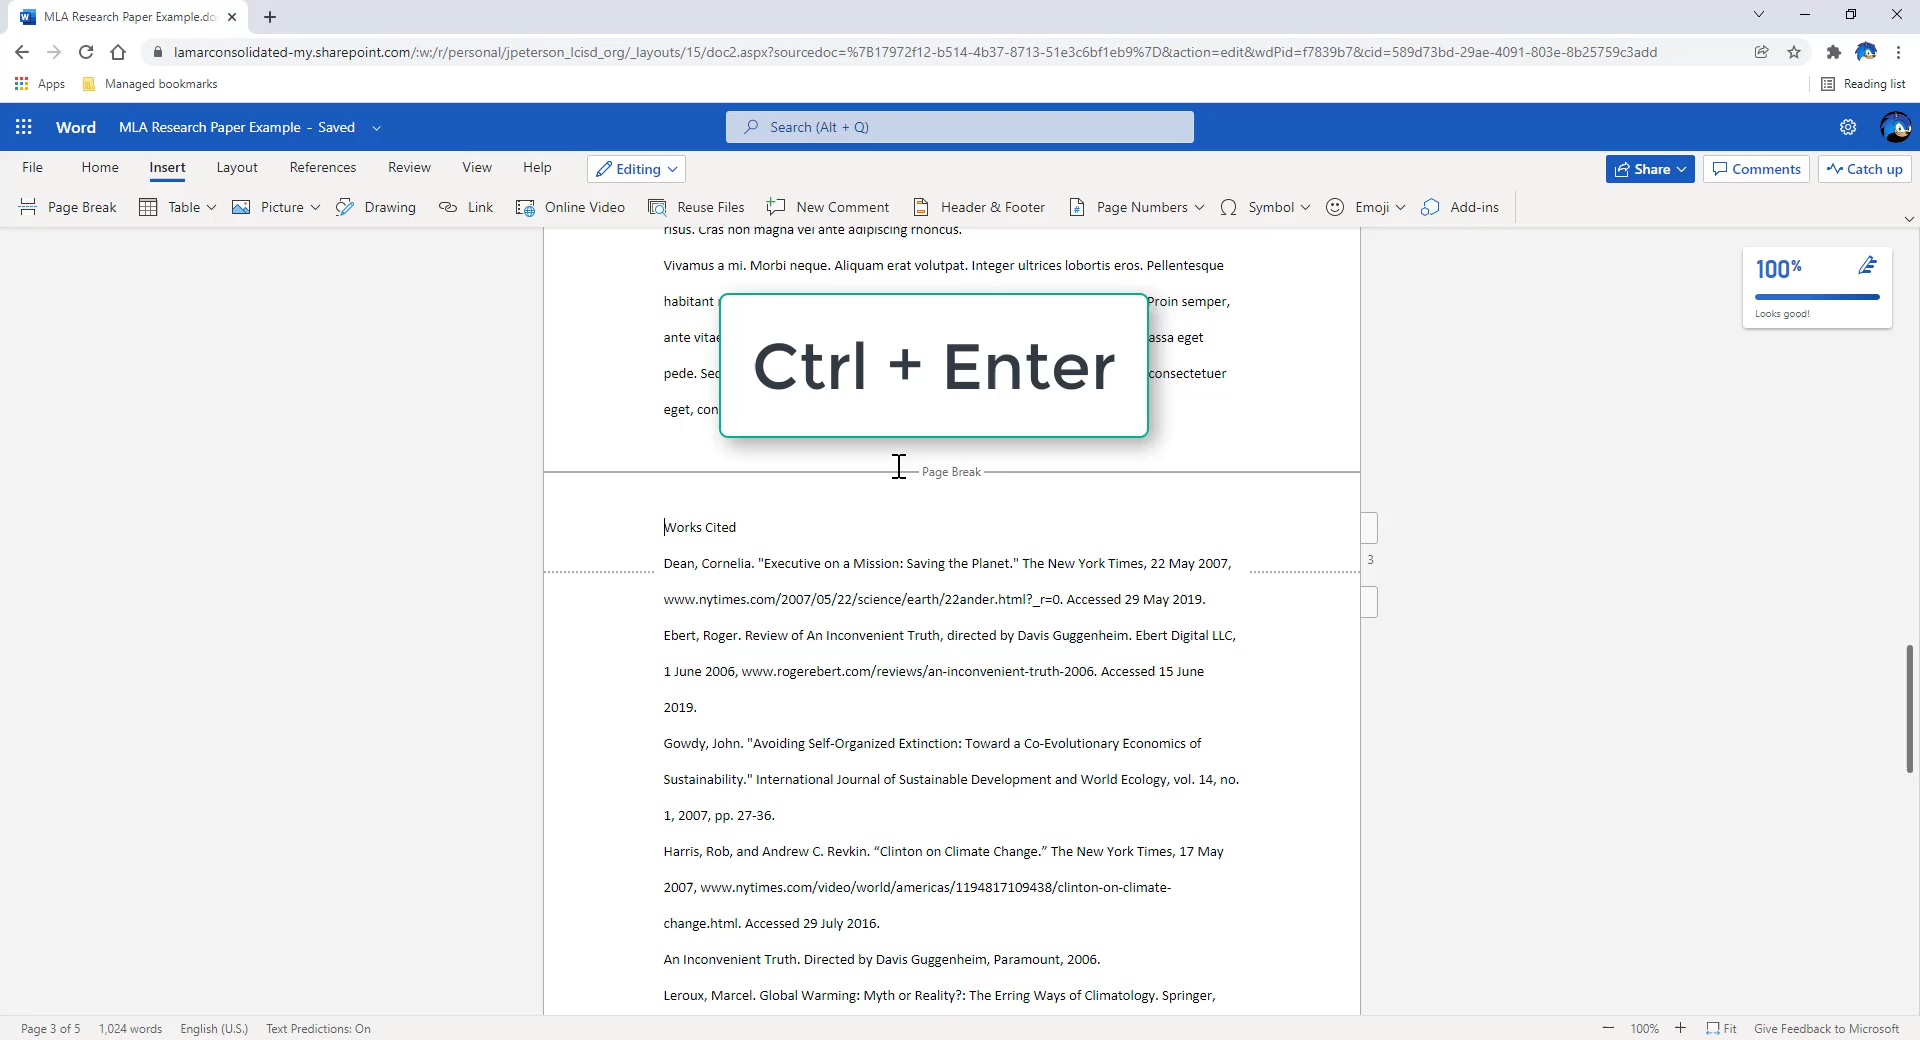 MLA Research Paper Example.do
lamarconsolidated-my.sharepoint.com/:w:/r/personal/jpeterson_lcisd_org/_layouts/15/doc2.aspx?sourcedoc=%7B17972f12-b514-4b37-8713-51e3c6bf1eb9%7D&action=edit&wdPid=f7839b7&cid=589d73bd-29ae-4091-803e-8b25759c3add
Apps Managed bookmarks Reading list
Word MLA Research Paper Example - Saved Search (Alt + Q)
File Home Insert Layout References Review View Help Editing Share Comments Catch up
Page Break Table Picture Drawing Link Online Video Reuse Files New Comment Header & Footer Page Numbers Symbol Emoji Add-ins
risus. Cras non magna vel ante adipiscing rhoncus.
Vivamus a mi. Morbi neque. Aliquam erat volutpat. Integer ultrices lobortis eros. Pellentesque
habitant Proin semper,
ante vitae assa eget
pede. Sed consectetuer
eget, con
Ctrl + Enter
100%
Looks good!
Page Break
Works Cited
Dean, Cornelia. "Executive on a Mission: Saving the Planet." The New York Times, 22 May 2007,
3
www.nytimes.com/2007/05/22/science/earth/22ander.html?_r=0. Accessed 29 May 2019.
Ebert, Roger. Review of An Inconvenient Truth, directed by Davis Guggenheim. Ebert Digital LLC,
1 June 2006, www.rogerebert.com/reviews/an-inconvenient-truth-2006. Accessed 15 June
2019.
Gowdy, John. "Avoiding Self-Organized Extinction: Toward a Co-Evolutionary Economics of
Sustainability." International Journal of Sustainable Development and World Ecology, vol. 14, no.
1, 2007, pp. 27-36.
Harris, Rob, and Andrew C. Revkin. “Clinton on Climate Change.” The New York Times, 17 May
2007, www.nytimes.com/video/world/americas/1194817109438/clinton-on-climate-
change.html. Accessed 29 July 2016.
An Inconvenient Truth. Directed by Davis Guggenheim, Paramount, 2006.
Leroux, Marcel. Global Warming: Myth or Reality?: The Erring Ways of Climatology. Springer,
Page 3 of 5 1,024 words English (U.S.) Text Predictions: On 100% Fit Give Feedback to Microsoft